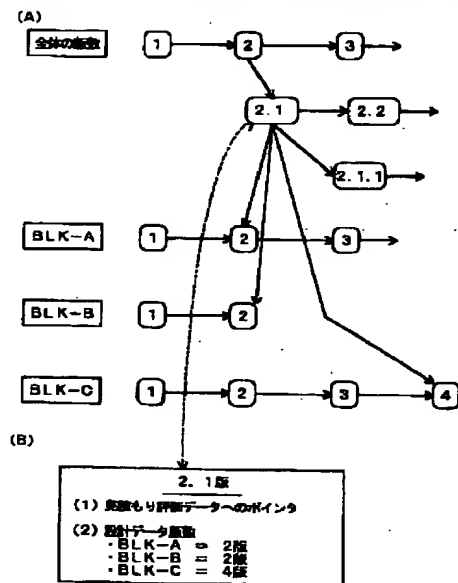 (A)
全体の版数 1 2 3
2.1 2.2
2.1.1
BLK-A 1 2 3
BLK-B 1 2
BLK-C 1 2 3 4
(B)
2.1版
(1) 見積もり評価データへのポインタ
(2) 設計データ版数
・BLK-A = 2版
・BLK-B = 2版
・BLK-C = 4版